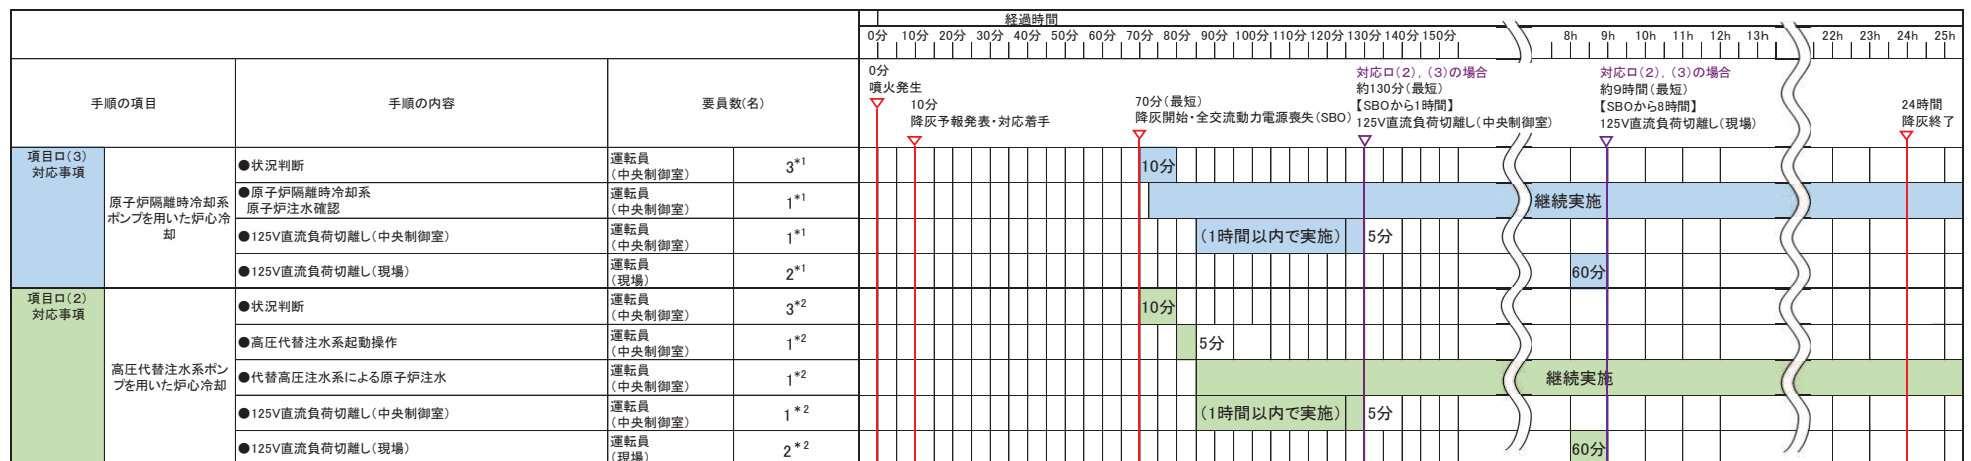 経過時間
0分 10分 20分 30分 40分 50分 60分 70分 80分 90分 100分 110分 120分 130分 140分 150分 8h 9h 10h 11h 12h 13h 22h 23h 24h 25h
手順の項目 手順の内容 要員数(名)
0分
噴火発生
10分
降灰予報発表・対応着手
70分(最短)
降灰開始・全交流動力電源喪失(SBO)
対応ロ(2),(3)の場合
約130分(最短)
【SBOから1時間】
125V直流負荷切離し(中央制御室)
対応ロ(2),(3)の場合
約9時間(最短)
【SBOから8時間】
125V直流負荷切離し(現場)
24時間
降灰終了
項目ロ(3)
対応事項
原子炉隔離時冷却系
ポンプを用いた炉心冷
却
●状況判断
運転員
(中央制御室)
3*1
10分
●原子炉隔離時冷却系
原子炉注水確認
運転員
(中央制御室)
1*1
継続実施
●125V直流負荷切離し(中央制御室)
運転員
(中央制御室)
1*1
(1時間以内で実施) 5分
●125V直流負荷切離し(現場)
運転員
(現場)
2*1
60分
項目ロ(2)
対応事項
高圧代替注水系ポン
プを用いた炉心冷却
●状況判断
運転員
(中央制御室)
3*2
10分
●高圧代替注水系起動操作
運転員
(中央制御室)
1*2
5分
●代替高圧注水系による原子炉注水
運転員
(中央制御室)
1*2
継続実施
●125V直流負荷切離し(中央制御室)
運転員
(中央制御室)
1*2
(1時間以内で実施) 5分
●125V直流負荷切離し(現場)
運転員
(現場)
2*2
60分